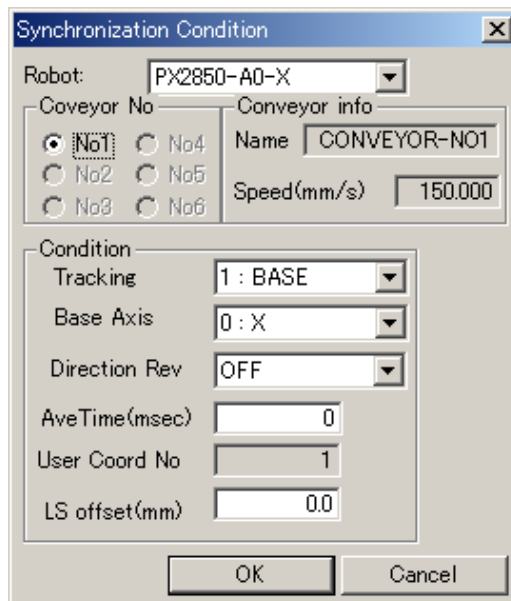 Synchronization Condition
Robot: PX2850-A0-X
Coveyor No
No1 No4
No2 No5
No3 No6
Conveyor info
Name CONVEYOR-NO1
Speed(mm/s) 150.000
Condition
Tracking 1 : BASE
Base Axis 0 : X
Direction Rev OFF
AveTime(msec) 0
User Coord No 1
LS offset(mm) 0.0
OK Cancel